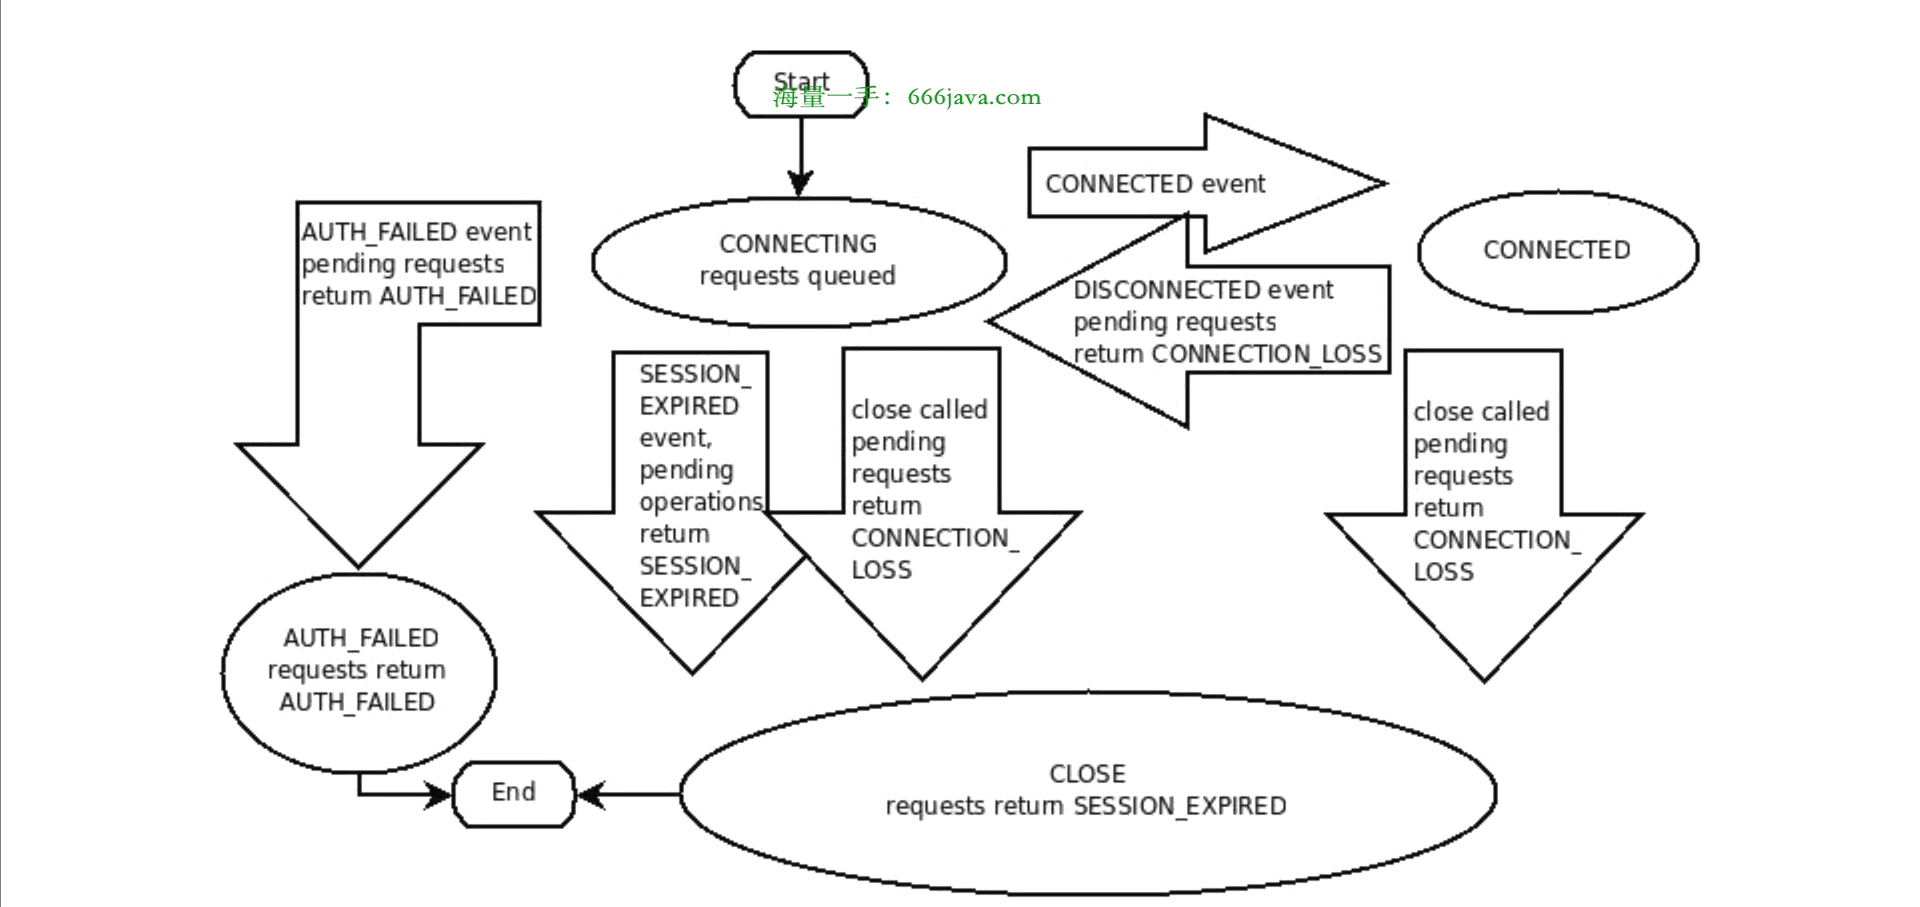 Start
海量一手：666java.com
CONNECTED event
AUTH_FAILED event
pending requests
return AUTH_FAILED
CONNECTING
requests queued
CONNECTED
DISCONNECTED event
pending requests
return CONNECTION_LOSS
SESSION_
EXPIRED
event,
pending
operations
return
SESSION_
EXPIRED
close called
pending
requests
return
CONNECTION_
LOSS
close called
pending
requests
return
CONNECTION_
LOSS
AUTH_FAILED
requests return
AUTH_FAILED
End
CLOSE
requests return SESSION_EXPIRED